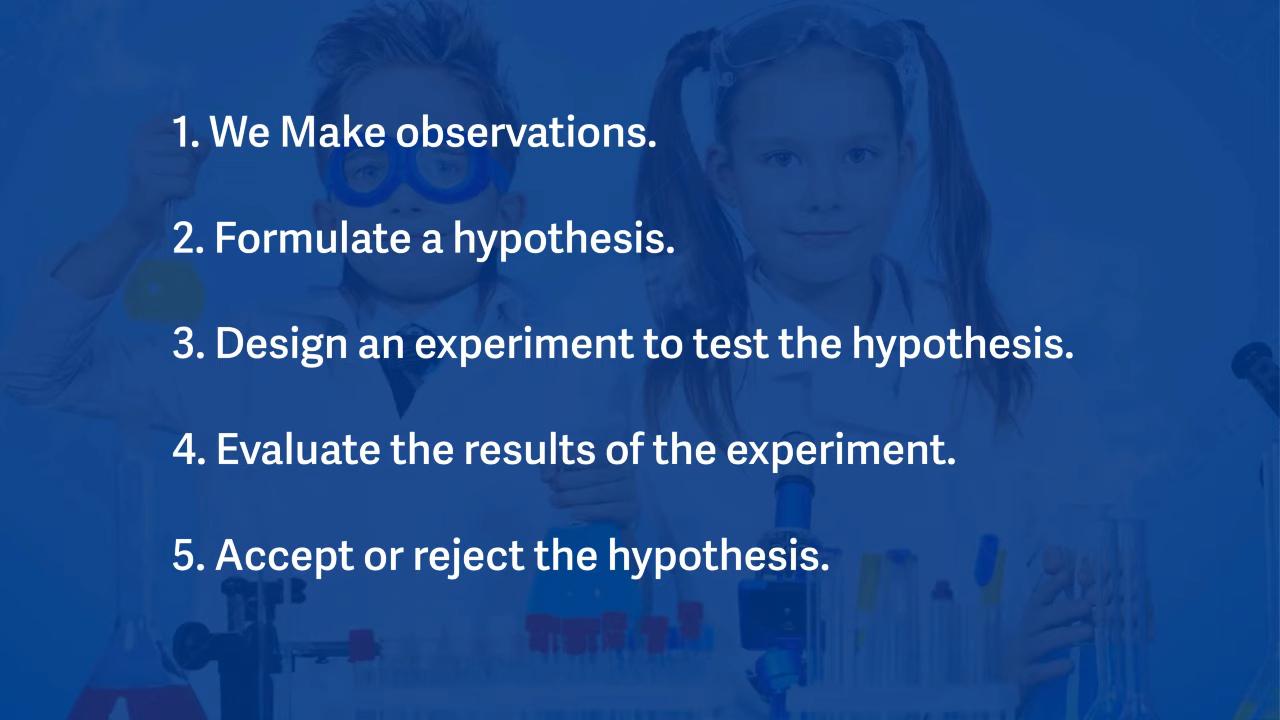 1. We Make observations.
2. Formulate a hypothesis.
3. Design an experiment to test the hypothesis.
4. Evaluate the results of the experiment.
5. Accept or reject the hypothesis.